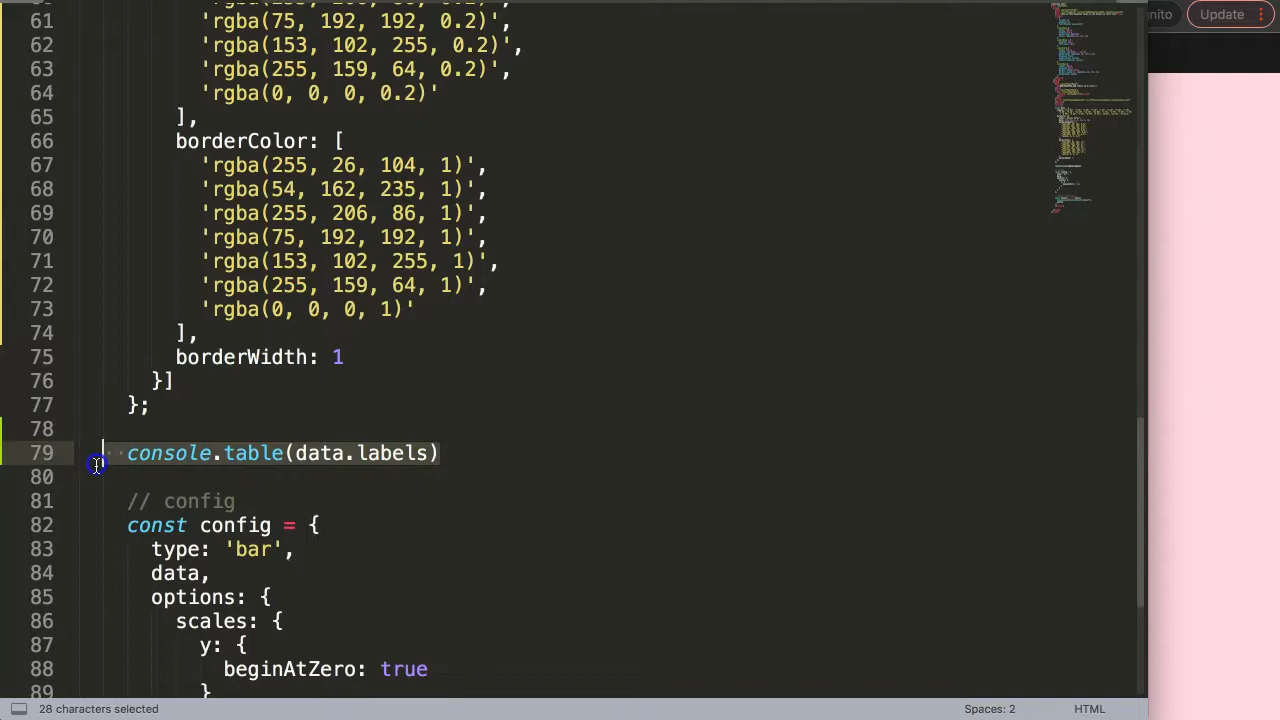 61 'rgba(75, 192, 192, 0.2)',
62 'rgba(153, 102, 255, 0.2)',
63 'rgba(255, 159, 64, 0.2)',
64 'rgba(0, 0, 0, 0.2)'
65 ],
66 borderColor: [
67 'rgba(255, 26, 104, 1)',
68 'rgba(54, 162, 235, 1)',
69 'rgba(255, 206, 86, 1)',
70 'rgba(75, 192, 192, 1)',
71 'rgba(153, 102, 255, 1)',
72 'rgba(255, 159, 64, 1)',
73 'rgba(0, 0, 0, 1)'
74 ],
75 borderWidth: 1
76 }]
77 };
78
79 console.table(data.labels)
80
81 // config
82 const config = {
83 type: 'bar',
84 data,
85 options: {
86 scales: {
87 y: {
88 beginAtZero: true
89 }
28 characters selected
Spaces: 2
HTML
nito
Update